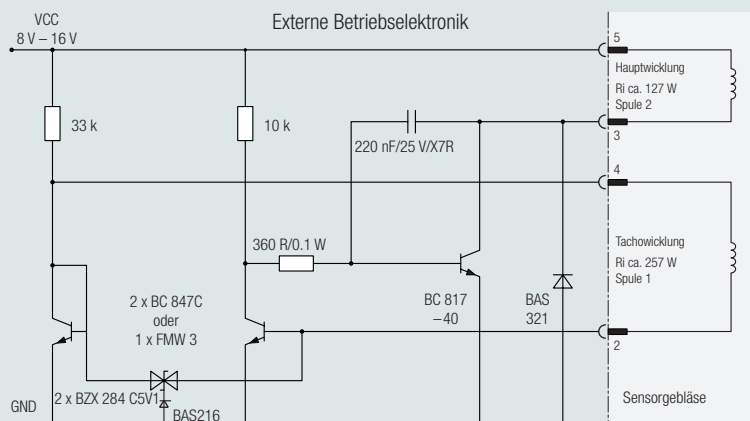 Externe Betriebselektronik
VCC
8 V – 16 V
5
Hauptwicklung
Ri ca. 127 W
Spule 2
33 k
10 k
220 nF/25 V/X7R
3
4
360 R/0.1 W
Tachowicklung
Ri ca. 257 W
Spule 1
2 x BC 847C
oder
1 x FMW 3
BC 817
–40
BAS
321
2
2 x BZX 284 C5V1
GND
BAS216
Sensorgebläse